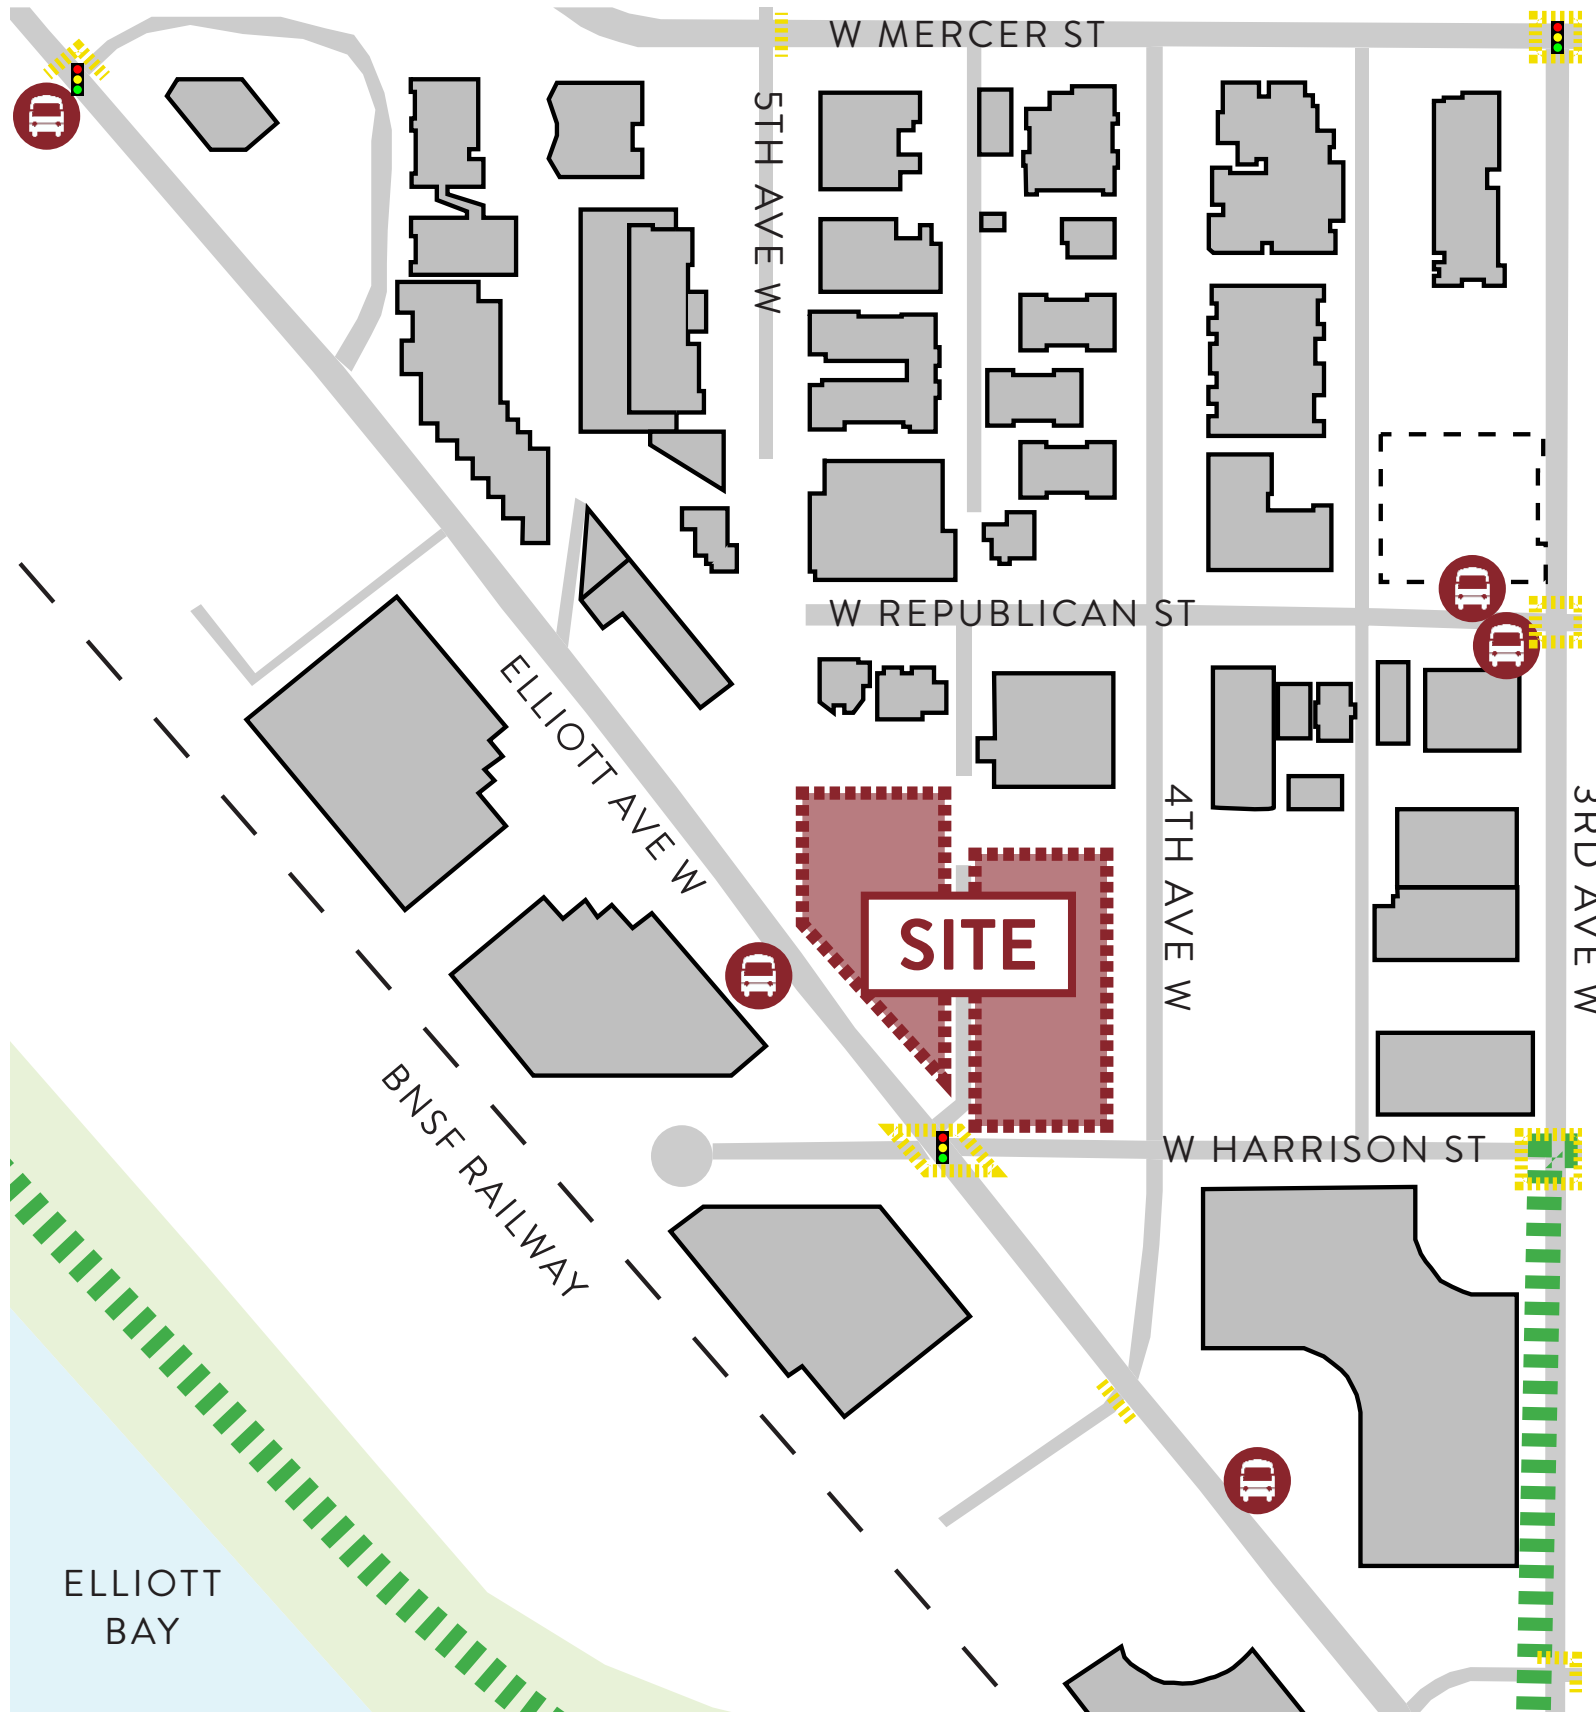 W MERCER ST
5TH AVE W
W REPUBLICAN ST
ELLIOTT AVE W
4TH AVE W
3RD AVE W
SITE
BNSF RAILWAY
W HARRISON ST
ELLIOTT
BAY